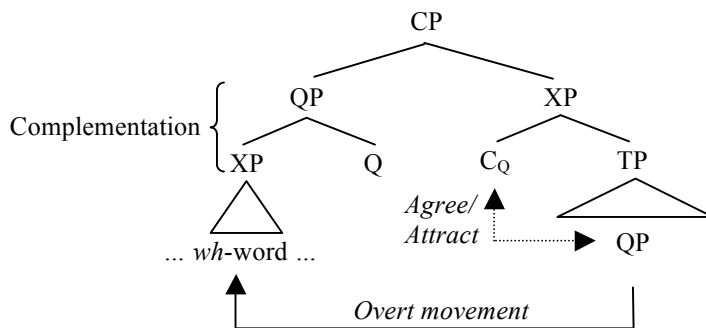 CP
QP XP
Complementation
XP Q C_Q TP
Agree/
Attract
... wh-word ... QP
Overt movement